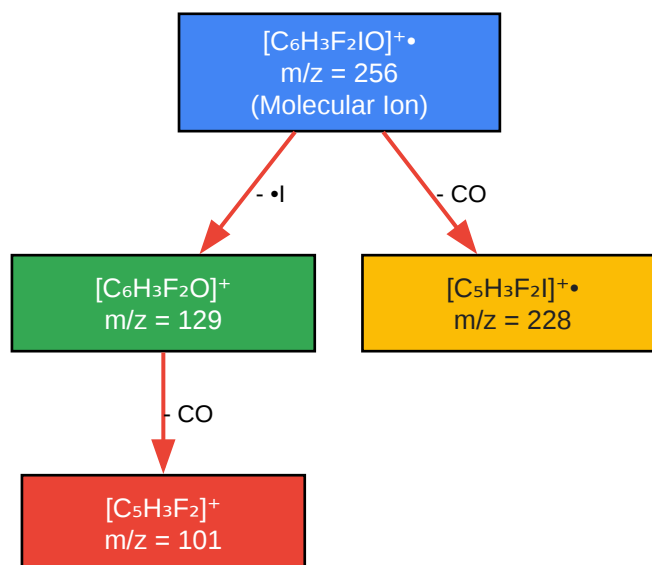 [C₆H₃F₂IO]⁺•
m/z = 256
(Molecular Ion)
- •I
- CO
[C₆H₃F₂O]⁺
m/z = 129
[C₅H₃F₂I]⁺•
m/z = 228
- CO
[C₅H₃F₂]⁺
m/z = 101